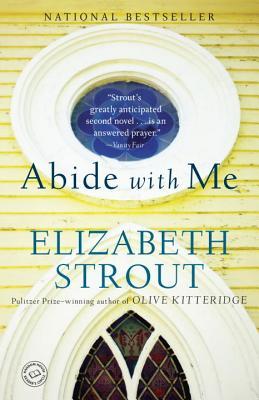 NATIONAL BESTSELLER
"Strout's
greatly anticipated
second novel . . . is an
answered prayer."
—Vanity Fair
Abide with Me
ELIZABETH
STROUT
Pulitzer Prize–winning author of OLIVE KITTERIDGE